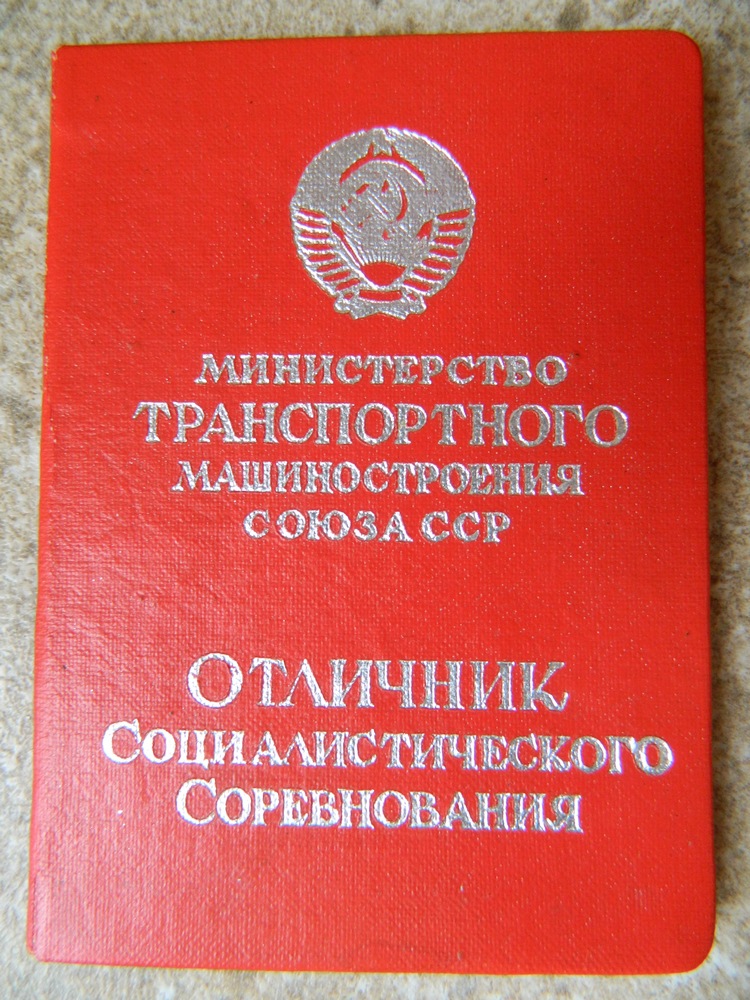 МИНИСТЕРСТВО
ТРАНСПОРТНОГО
МАШИНОСТРОЕНИЯ
СОЮЗА ССР
ОТЛИЧНИК
СОЦИАЛИСТИЧЕСКОГО
СОРЕВНОВАНИЯ